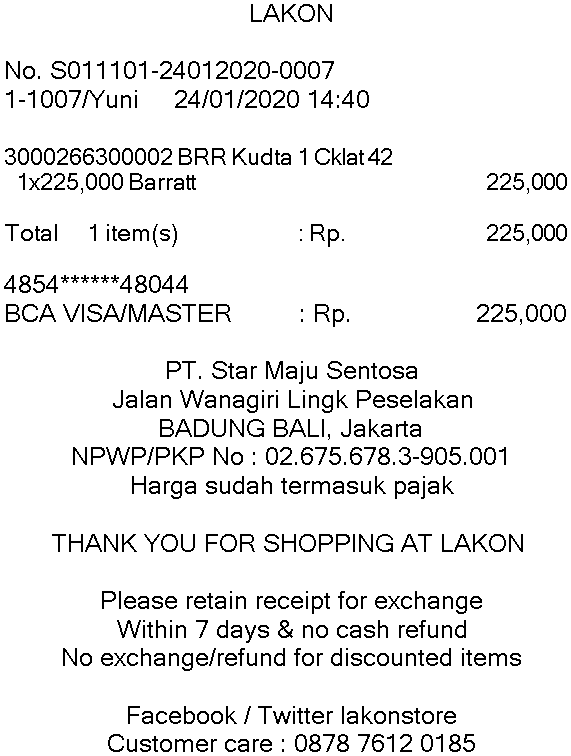 LAKON
No. S011101-24012020-0007
1-1007/Yuni 24/01/2020 14:40
3000266300002 BRR Kudta 1 Cklat 42
1x225,000 Barratt 225,000
Total 1 item(s) : Rp. 225,000
4854******48044
BCA VISA/MASTER : Rp. 225,000
PT. Star Maju Sentosa
Jalan Wanagiri Lingk Peselakan
BADUNG BALI, Jakarta
NPWP/PKP No : 02.675.678.3-905.001
Harga sudah termasuk pajak
THANK YOU FOR SHOPPING AT LAKON
Please retain receipt for exchange
Within 7 days & no cash refund
No exchange/refund for discounted items
Facebook / Twitter lakonstore
Customer care : 0878 7612 0185